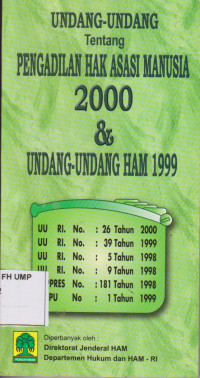 UNDANG-UNDANG
Tentang
PENGADILAN HAK ASASI MANUSIA
2000
&
UNDANG-UNDANG HAM 1999
UU RI. No. : 26 Tahun 2000
UU RI. No. : 39 Tahun 1999
UU RI. No. : 5 Tahun 1998
UU RI. No. : 9 Tahun 1998
PRES No. : 181 Tahun 1998
PU No : 1 Tahun 1999
FH UMP
Diperbanyak oleh :
Direktorat Jenderal HAM
Departemen Hukum dan HAM - RI